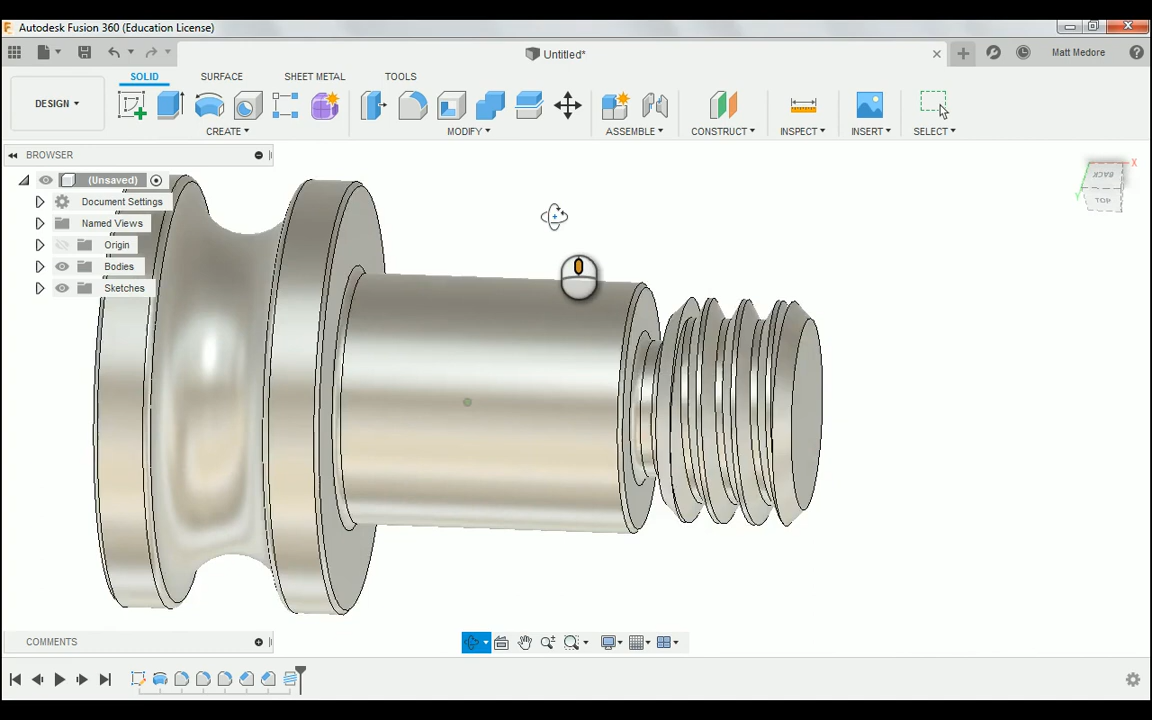 Autodesk Fusion 360 (Education License)
Untitled*
Matt Medore
SOLID SURFACE SHEET METAL TOOLS
DESIGN
CREATE MODIFY ASSEMBLE CONSTRUCT INSPECT INSERT SELECT
BROWSER
(Unsaved)
Document Settings
Named Views
Origin
Bodies
Sketches
X
BACK
Y
TOP
COMMENTS